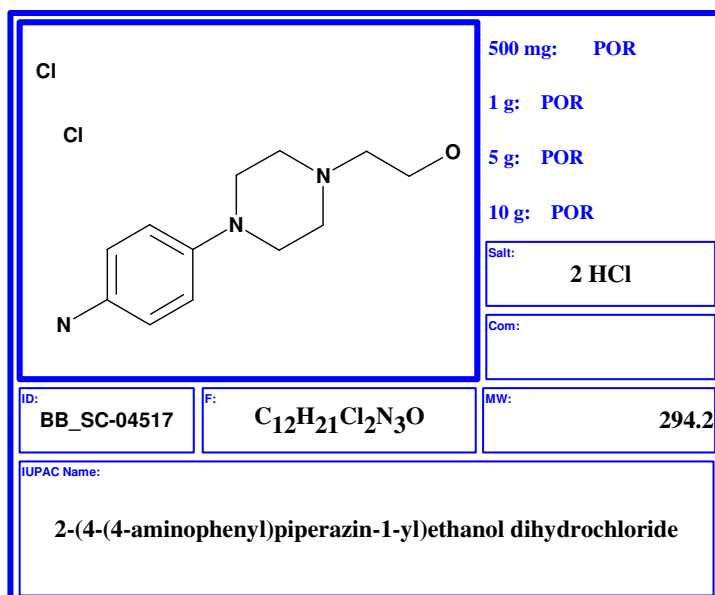 Cl
Cl
N
O
N
N
500 mg: POR
1 g: POR
5 g: POR
10 g: POR
Salt:
2 HCl
Com:
ID:
BB_SC-04517
F:
C12H21Cl2N3O
MW:
294.2
IUPAC Name:
2-(4-(4-aminophenyl)piperazin-1-yl)ethanol dihydrochloride